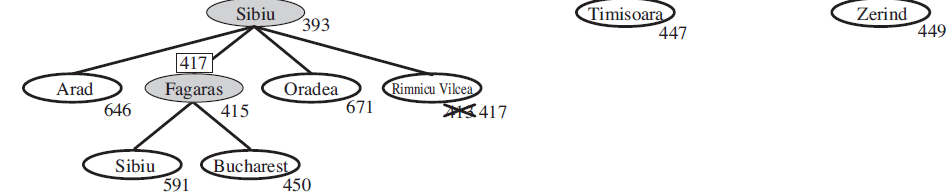 Sibiu 393 Timisoara 447 Zerind 449
417
Arad 646 Fagaras 415 Oradea 671 Rimnicu Vilcea 413 417
Sibiu 591 Bucharest 450